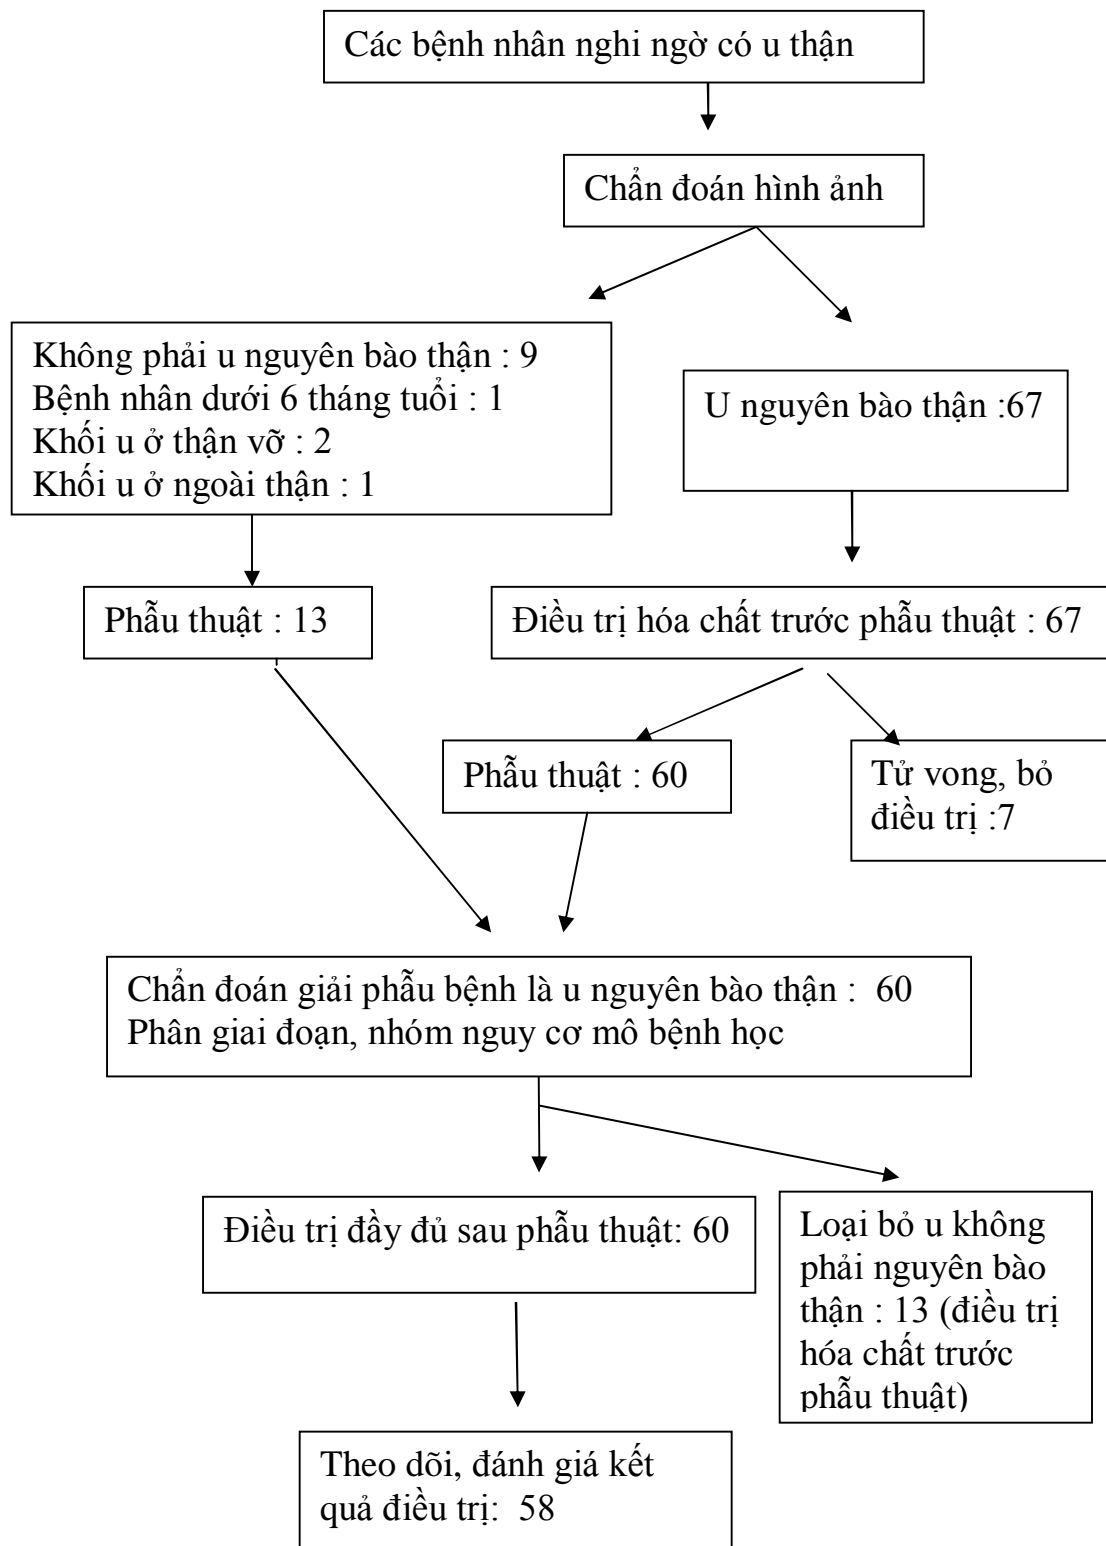 Các bệnh nhân nghi ngờ có u thận
Chẩn đoán hình ảnh
Không phải u nguyên bào thận : 9
Bệnh nhân dưới 6 tháng tuổi : 1
Khối u ở thận vỡ : 2
Khối u ở ngoài thận : 1
U nguyên bào thận :67
Phẫu thuật : 13
Điều trị hóa chất trước phẫu thuật : 67
Phẫu thuật : 60
Tử vong, bỏ
điều trị :7
Chẩn đoán giải phẫu bệnh là u nguyên bào thận :  60
Phân giai đoạn, nhóm nguy cơ mô bệnh học
Điều trị đầy đủ sau phẫu thuật: 60
Loại bỏ u không
phải nguyên bào
thận : 13 (điều trị
hóa chất trước
phẫu thuật)
Theo dõi, đánh giá kết
quả điều trị:  58